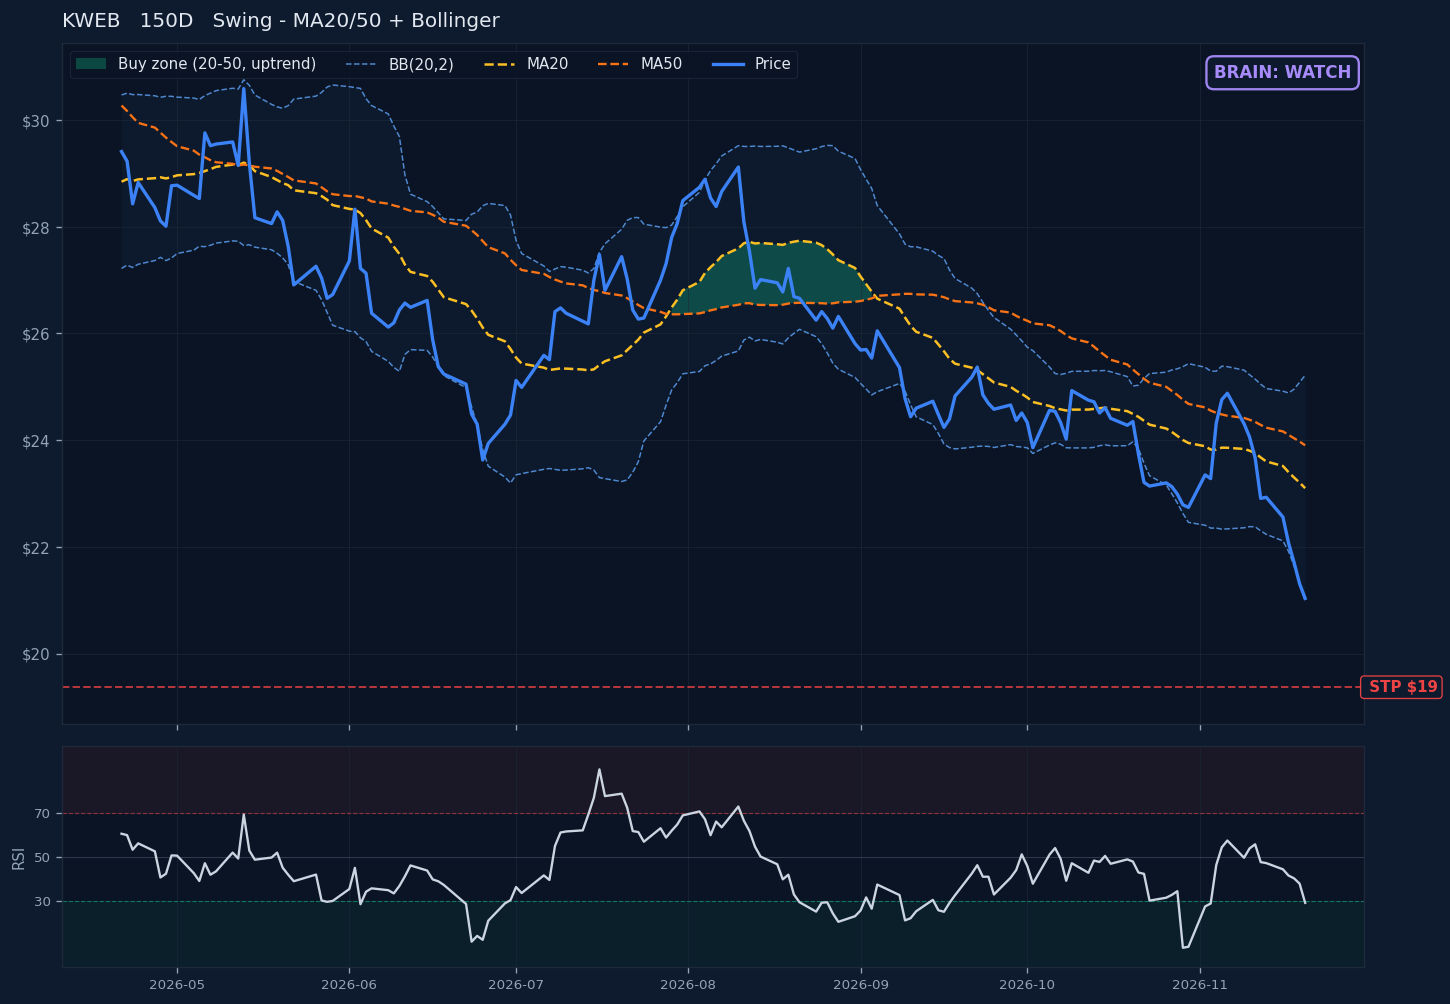 KWEB   150D   Swing - MA20/50 + Bollinger
Buy zone (20-50, uptrend)   BB(20,2)   MA20   MA50   Price
BRAIN: WATCH
$30
$28
$26
$24
$22
$20
STP $19
RSI
70
50
30
2026-05   2026-06   2026-07   2026-08   2026-09   2026-10   2026-11